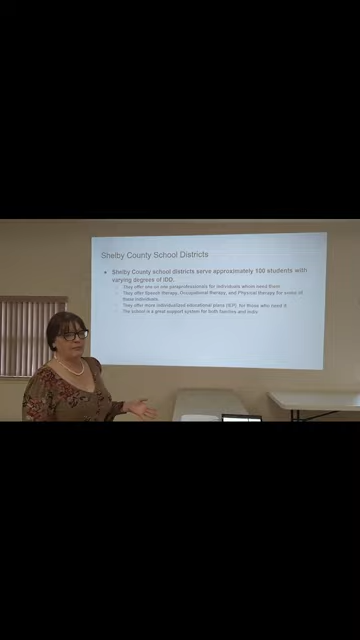 Shelby County School Districts
Shelby County school districts serve approximately 100 students with
varying degrees of IDD.
They offer one on one paraprofessionals for individuals whom need them
They offer Speech therapy, Occupational therapy, and Physical therapy for some of
these individuals.
They offer more individualized educational plans (IEP) for those who need it
The school is a great support system for both families and indiv